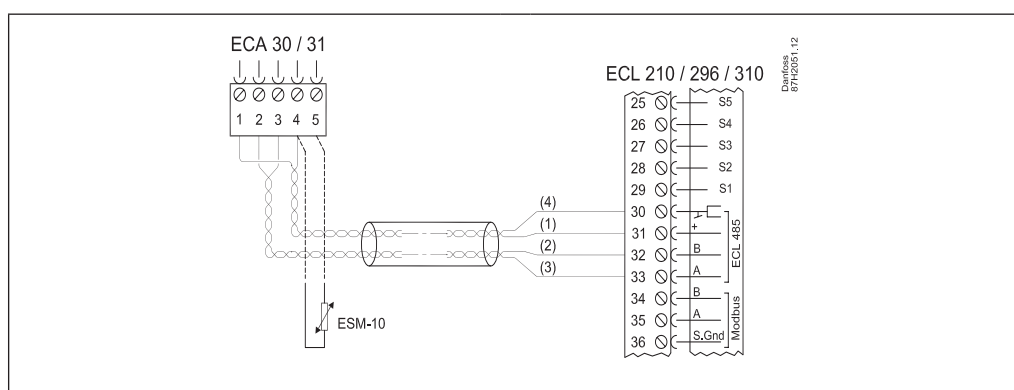 ECA 30 / 31
1 2 3 4 5
ESM-10
(4)
(1)
(2)
(3)
ECL 210 / 296 / 310
25 S5
26 S4
27 S3
28 S2
29 S1
30
31 +
32 B
33 A
ECL 485
34 B
35 A
36 S.Gnd
Modbus
Danfoss
87H2051.12